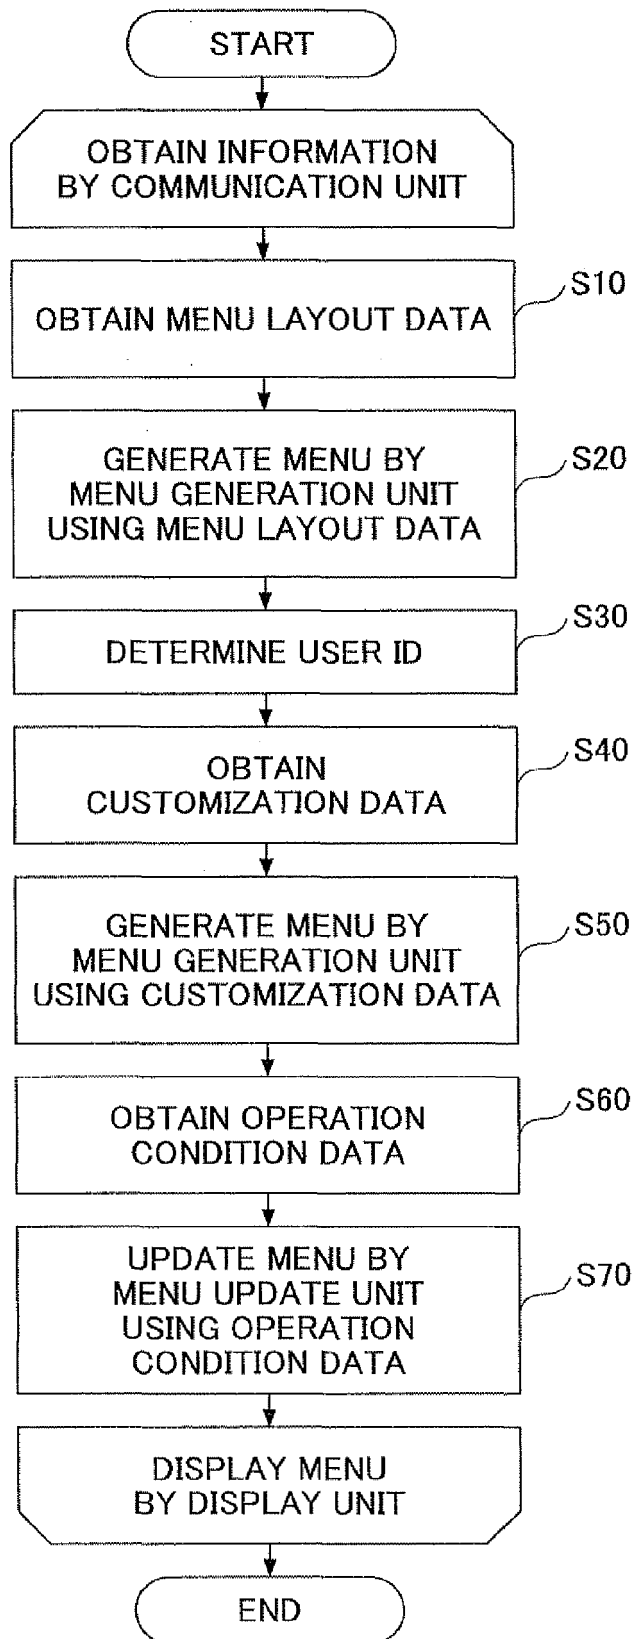 START
OBTAIN INFORMATION
BY COMMUNICATION UNIT
OBTAIN MENU LAYOUT DATA
S10
GENERATE MENU BY
MENU GENERATION UNIT
USING MENU LAYOUT DATA
S20
DETERMINE USER ID
S30
OBTAIN
CUSTOMIZATION DATA
S40
GENERATE MENU BY
MENU GENERATION UNIT
USING CUSTOMIZATION DATA
S50
OBTAIN OPERATION
CONDITION DATA
S60
UPDATE MENU BY
MENU UPDATE UNIT
USING OPERATION
CONDITION DATA
S70
DISPLAY MENU
BY DISPLAY UNIT
END